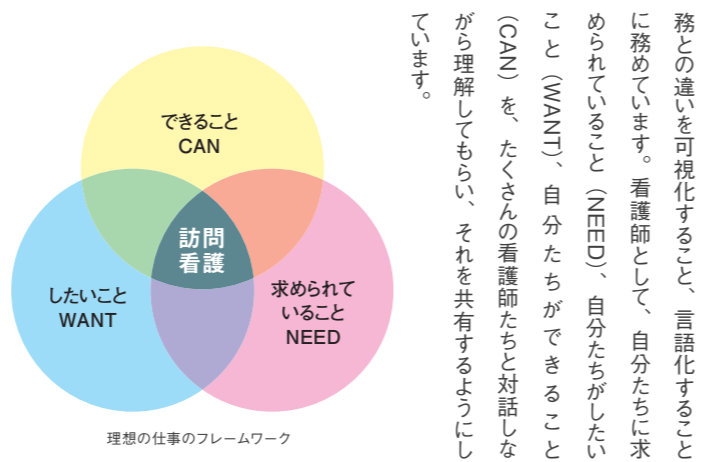 務との違いを可視化すること、言語化すること
に務めています。看護師として、自分たちに求
められていること（NEED）、自分たちがしたい
こと（WANT）、自分たちができること
（CAN）を、たくさんの看護師たちと対話しな
がら理解してもらい、それを共有するようにし
ています。
できること
CAN
訪問
看護
したいこと
WANT
求められて
いること
NEED
理想の仕事のフレームワーク